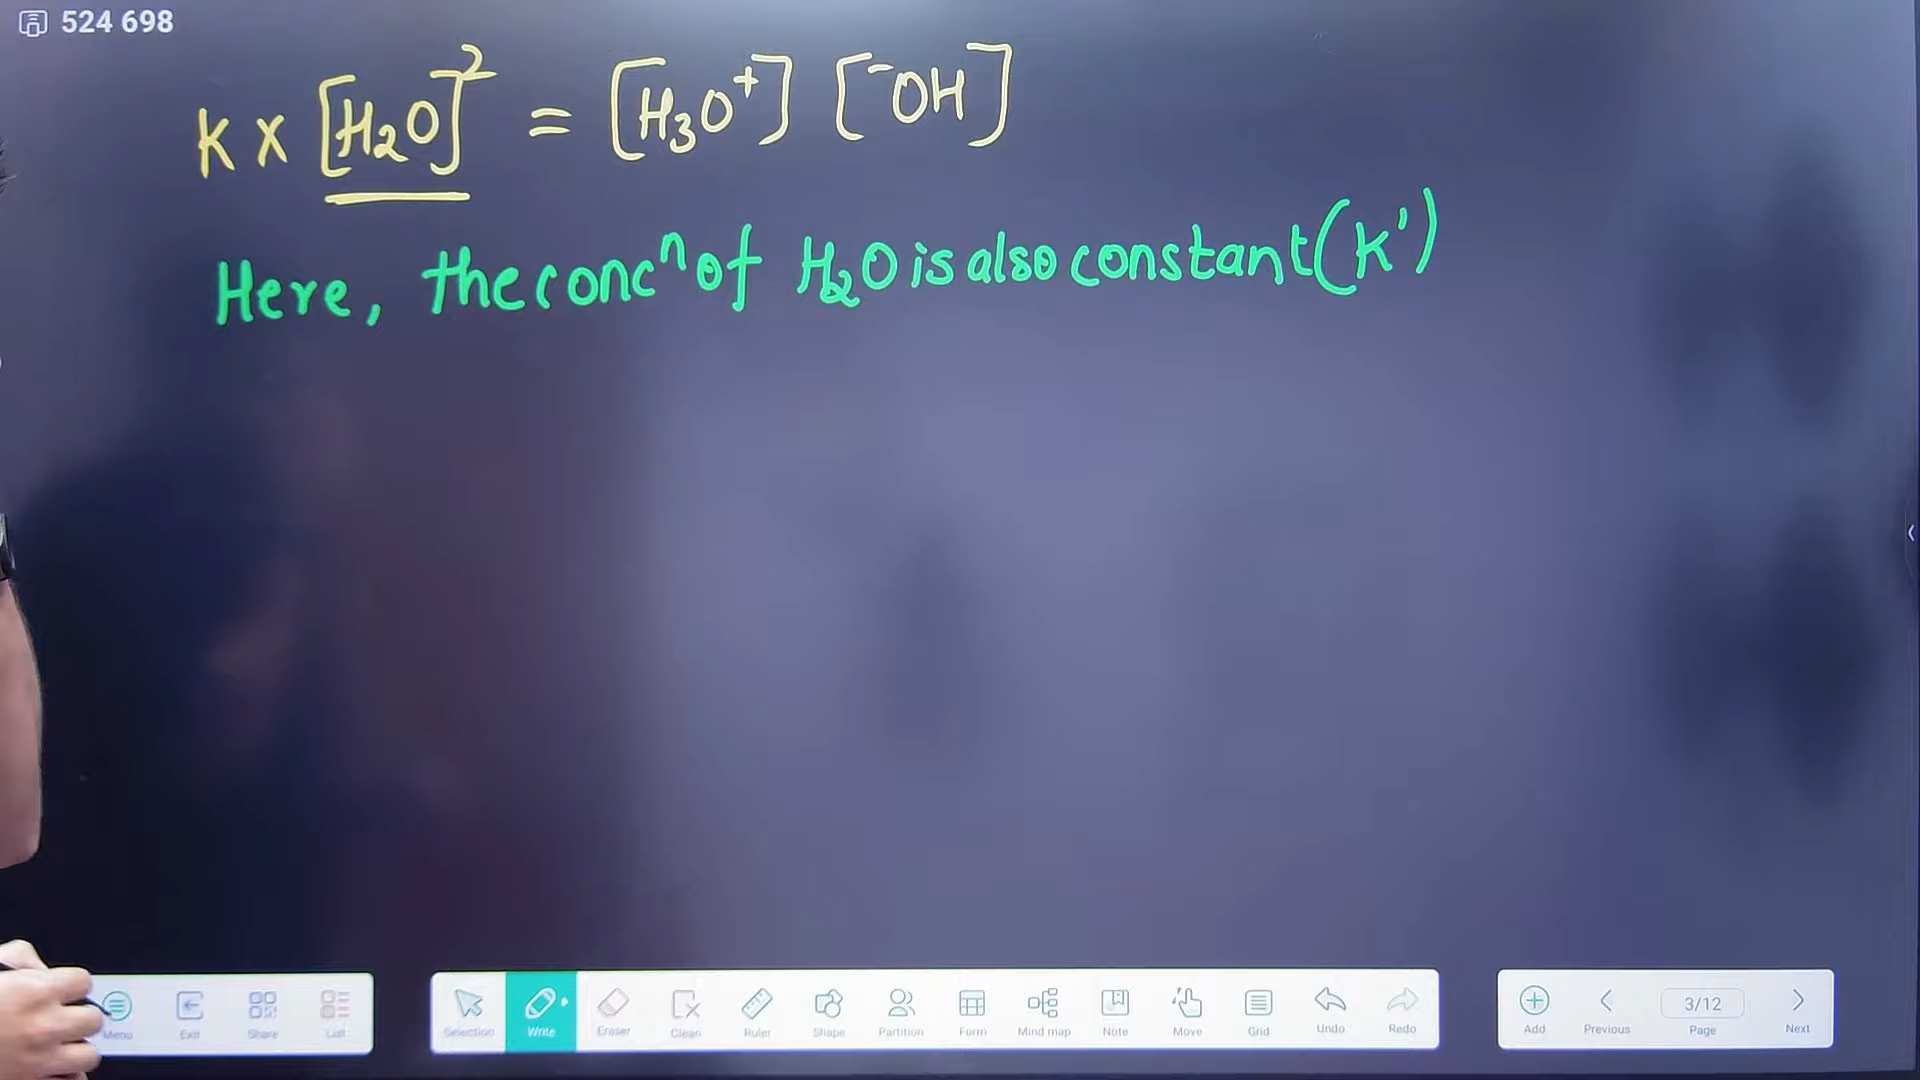 524 698
K x [H₂O]² = [H₃O⁺] [⁻OH]
Here, the concⁿ of H₂O is also constant (K')
Menu Exit Share List Selection Write Eraser Clean Ruler Shape Partition Form Mind map Note Move Grid Undo Redo Add Previous 3/12 Page Next